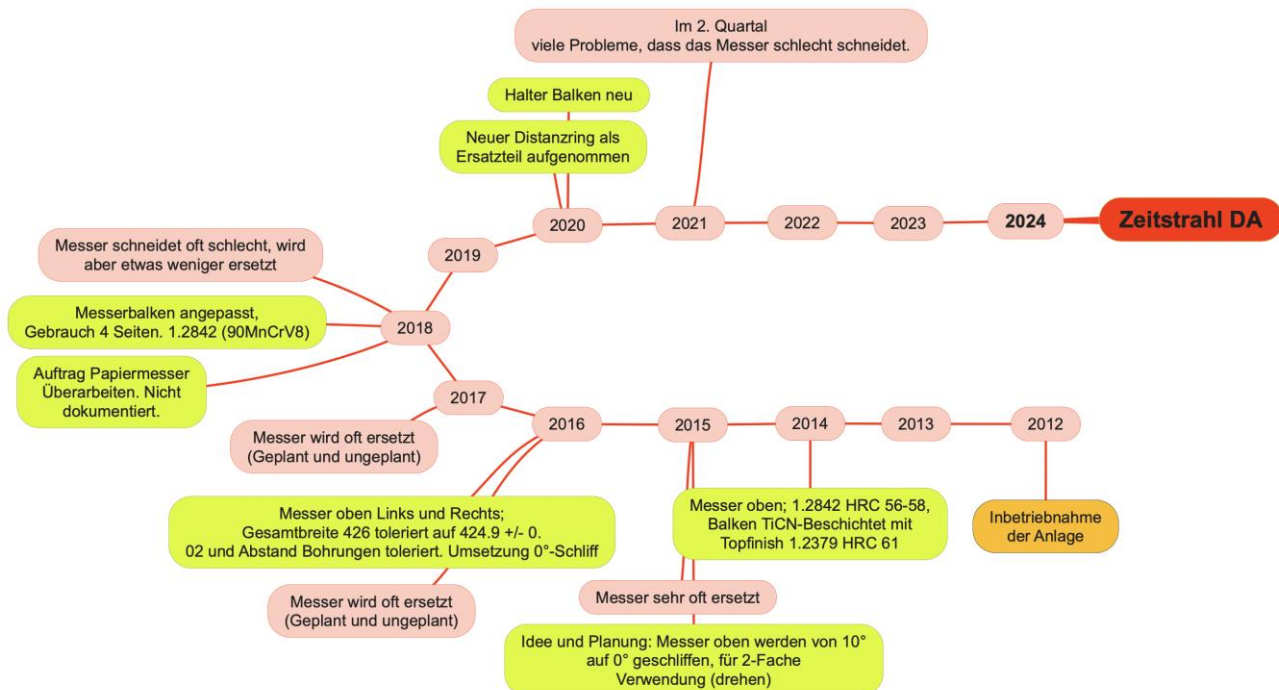 Im 2. Quartal
viele Probleme, dass das Messer schlecht schneidet.
Halter Balken neu
Neuer Distanzring als
Ersatzteil aufgenommen
2020
2021
2022
2023
2024
Zeitstrahl DA
Messer schneidet oft schlecht, wird
aber etwas weniger ersetzt
2019
Messerbalken angepasst,
Gebrauch 4 Seiten. 1.2842 (90MnCrV8)
2018
Auftrag Papiermesser
Überarbeiten. Nicht
dokumentiert.
2017
Messer wird oft ersetzt
(Geplant und ungeplant)
2016
2015
2014
2013
2012
Messer oben Links und Rechts;
Gesamtbreite 426 toleriert auf 424.9 +/- 0.
02 und Abstand Bohrungen toleriert. Umsetzung 0°-Schliff
Messer oben; 1.2842 HRC 56-58,
Balken TiCN-Beschichtet mit
Topfinish 1.2379 HRC 61
Inbetriebnahme
der Anlage
Messer wird oft ersetzt
(Geplant und ungeplant)
Messer sehr oft ersetzt
Idee und Planung: Messer oben werden von 10°
auf 0° geschliffen, für 2-Fache
Verwendung (drehen)